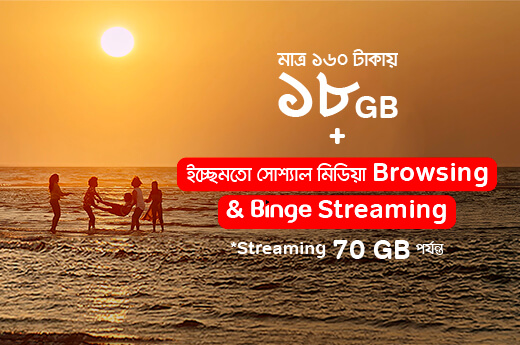 মাত্র ১৬০ টাকায়
১৮GB
+
ইচ্ছেমতো সোশ্যাল মিডিয়া Browsing
& Binge Streaming
*Streaming 70 GB পর্যন্ত